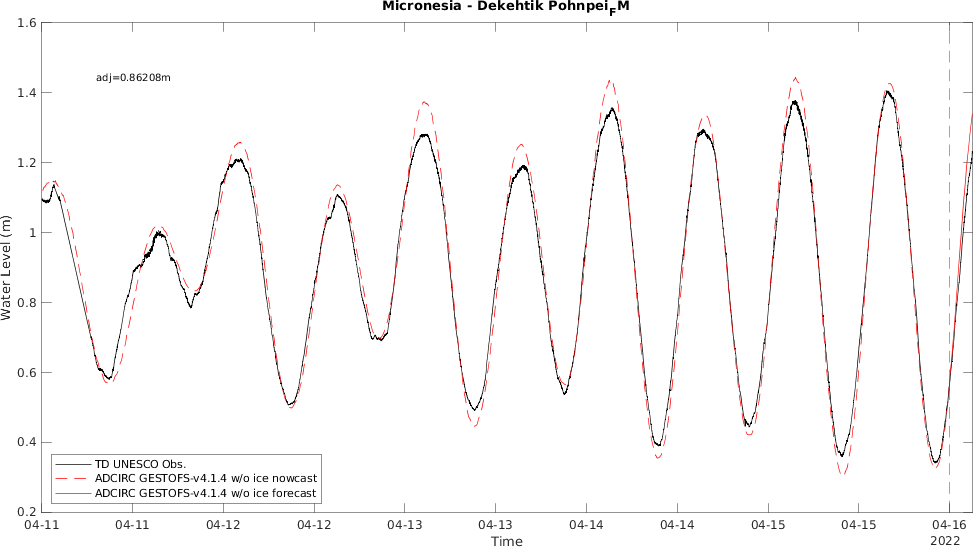 Micronesia - Dekehtik Pohnpei_FM
1.6
1.4
1.2
1
0.8
0.6
0.4
0.2
Water Level (m)
adj=0.86208m
TD UNESCO Obs.
ADCIRC GESTOFS-v4.1.4 w/o ice nowcast
ADCIRC GESTOFS-v4.1.4 w/o ice forecast
04-11 04-11 04-12 04-12 04-13 04-13 04-14 04-14 04-15 04-15 04-16
Time 2022